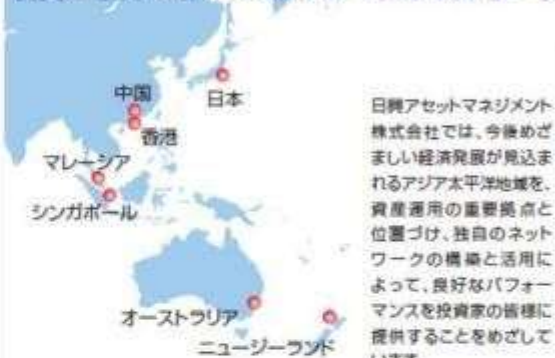 中国
日本
香港
マレーシア
シンガポール
オーストラリア
ニュージーランド
日興アセットマネジメント
株式会社では、今後めざ
ましい経済発展が見込ま
れるアジア太平洋地域を、
資産運用の重要拠点と
位置づけ、独自のネット
ワークの構築と活用に
よって、良好なパフォー
マンスを投資家の皆様に
提供することをめざして